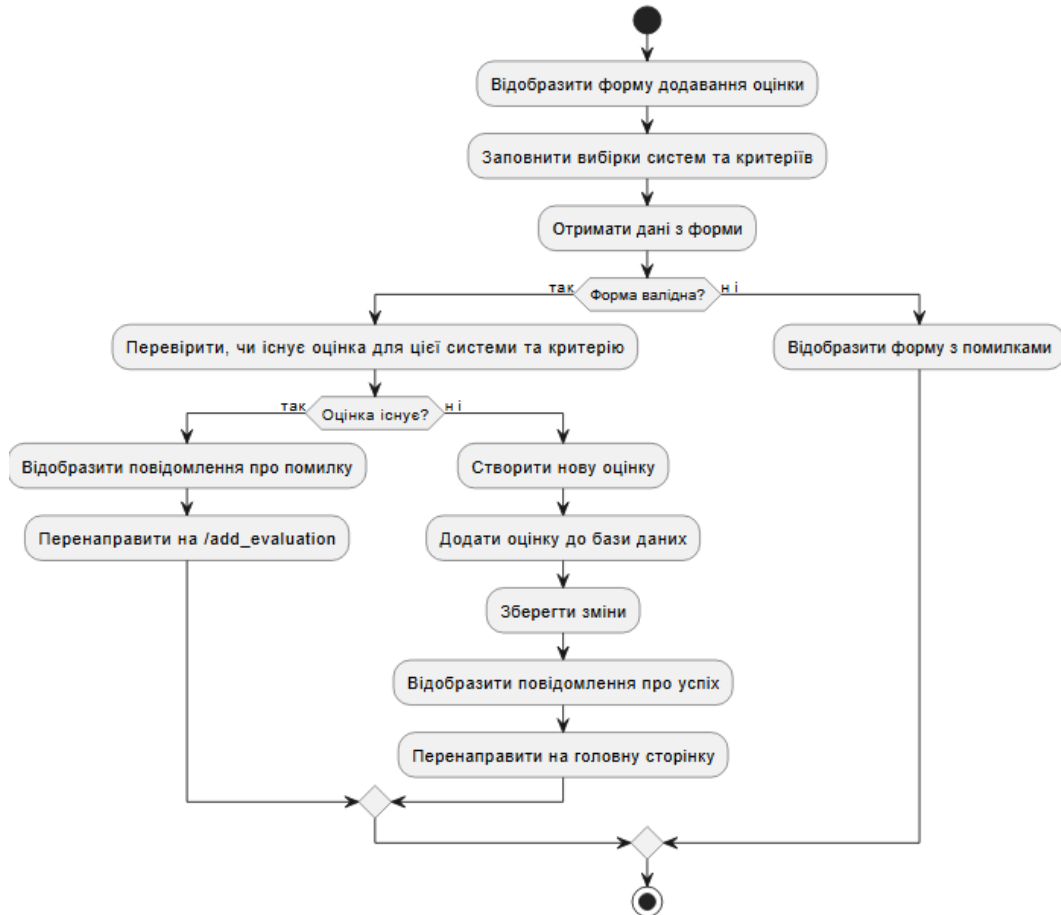 Відобразити форму додавання оцінки
Заповнити вибірки систем та критеріїв
Отримати дані з форми
так
Форма валідна?
ні
Перевірити, чи існує оцінка для цієї системи та критерію
Відобразити форму з помилками
так
Оцінка існує?
ні
Відобразити повідомлення про помилку
Створити нову оцінку
Перенаправити на /add_evaluation
Додати оцінку до бази даних
Зберегти зміни
Відобразити повідомлення про успіх
Перенаправити на головну сторінку